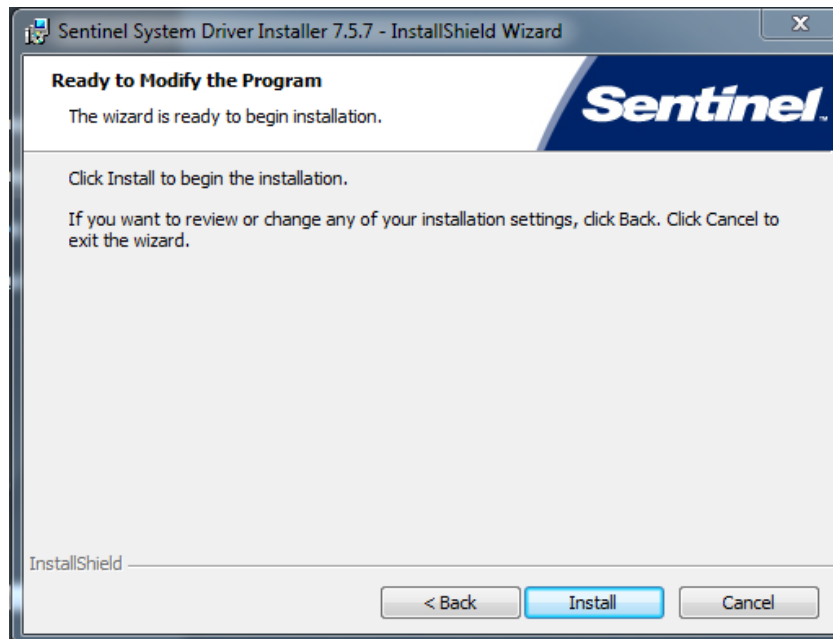 Sentinel System Driver Installer 7.5.7 - InstallShield Wizard
Ready to Modify the Program
The wizard is ready to begin installation.
Sentinel™
Click Install to begin the installation.
If you want to review or change any of your installation settings, click Back. Click Cancel to
exit the wizard.
InstallShield
< Back
Install
Cancel